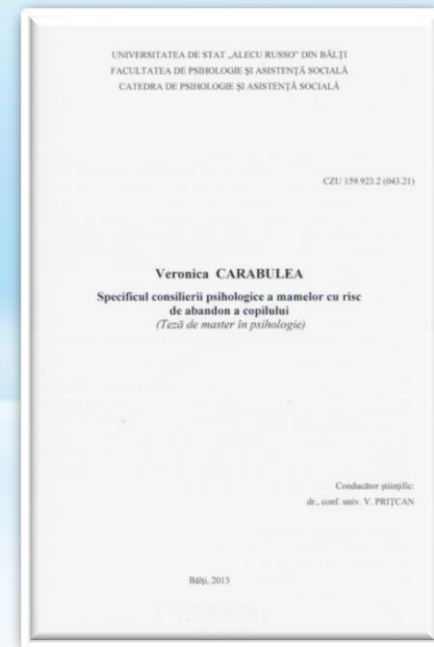 UNIVERSITATEA DE STAT „ALECU RUSSO” DIN BĂLȚI
FACULTATEA DE PSIHOLOGIE ȘI ASISTENȚĂ SOCIALĂ
CATEDRA DE PSIHOLOGIE ȘI ASISTENȚĂ SOCIALĂ
CZU 159.923.2 (043.21)
Veronica CARABULEA
Specificul consilierii psihologice a mamelor cu risc
de abandon a copilului
(Teză de master în psihologie)
Conducător științific:
dr., conf. univ. V. PRIȚCAN
Bălți, 2013